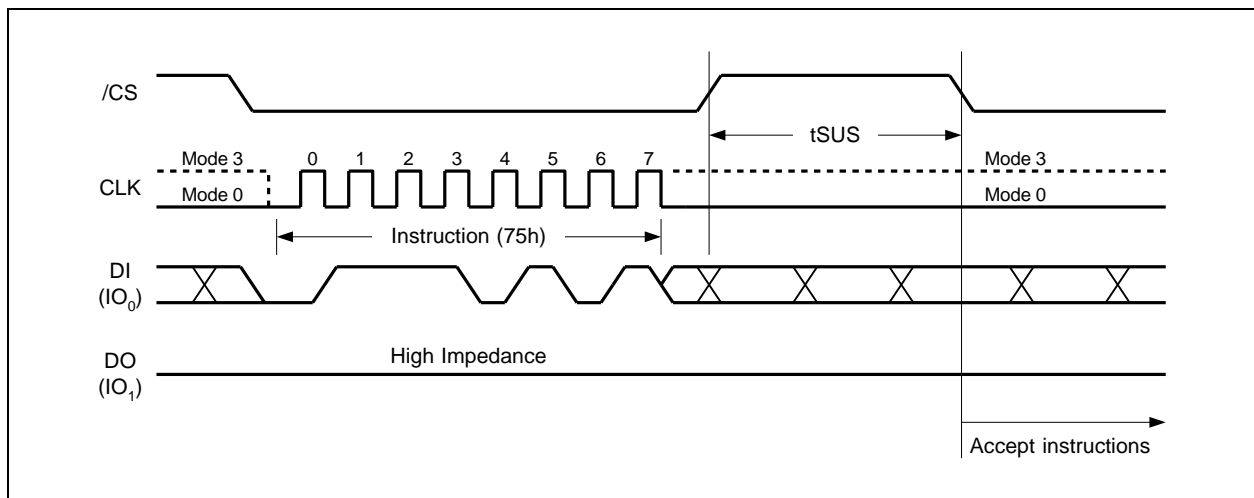 /CS
tSUS
Mode 3 0 1 2 3 4 5 6 7 Mode 3
CLK
Mode 0 Mode 0
Instruction (75h)
DI
(IO0)
High Impedance
DO
(IO1)
Accept instructions